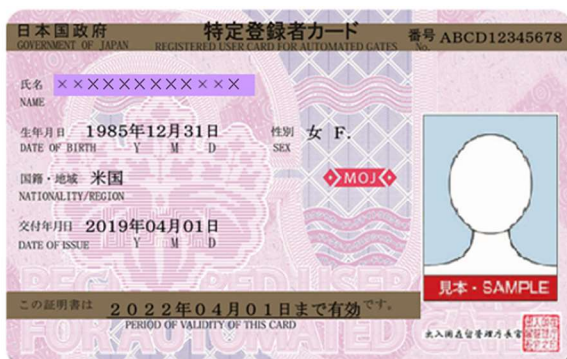 日本国政府 特定登録者カード 番号 ABCD12345678
GOVERNMENT OF JAPAN REGISTERED USER CARD FOR AUTOMATED GATES No.
氏名 ×××××××××××
NAME
生年月日 1985年12月31日 性別 女 F.
DATE OF BIRTH Y M D SEX
国籍・地域 米国
NATIONALITY/REGION
MOJ
交付年月日 2019年04月01日
DATE OF ISSUE Y M D
見本・SAMPLE
この証明書は 2022年04月01日まで有効 です。
PERIOD OF VALIDITY OF THIS CARD
出入国在留管理庁長官
REGISTERED USER
FOR AUTOMATED GATES